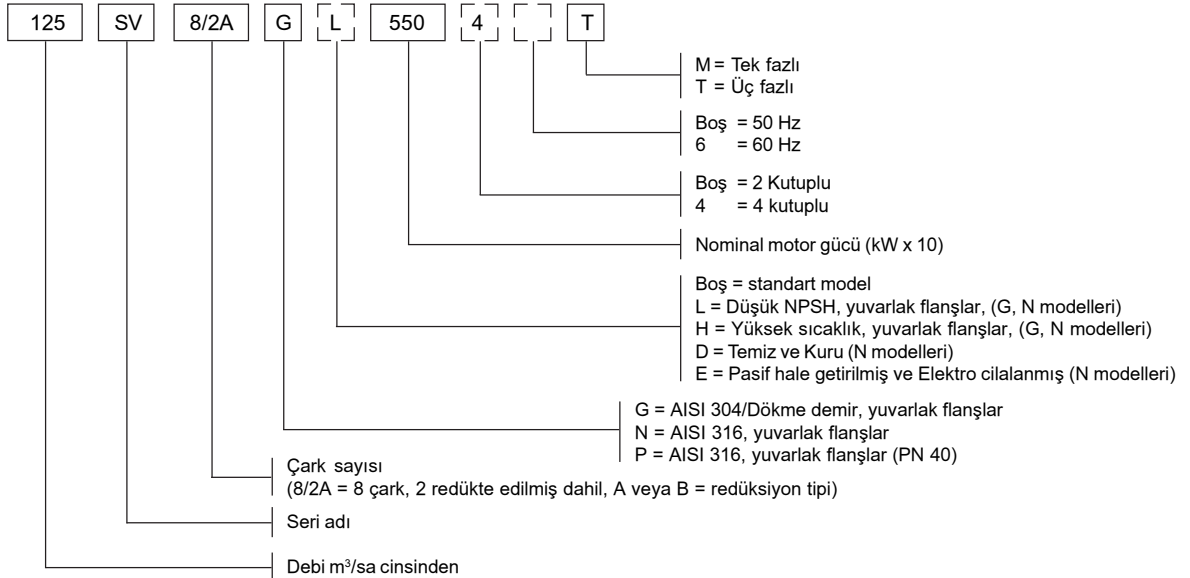 125 SV 8/2A G L 550 4 T
M = Tek fazlı
T = Üç fazlı
Boş = 50 Hz
6 = 60 Hz
Boş = 2 Kutuplu
4 = 4 kutuplu
Nominal motor gücü (kW x 10)
Boş = standart model
L = Düşük NPSH, yuvarlak flanşlar, (G, N modelleri)
H = Yüksek sıcaklık, yuvarlak flanşlar, (G, N modelleri)
D = Temiz ve Kuru (N modelleri)
E = Pasif hale getirilmiş ve Elektro cilalanmış (N modelleri)
G = AISI 304/Dökme demir, yuvarlak flanşlar
N = AISI 316, yuvarlak flanşlar
P = AISI 316, yuvarlak flanşlar (PN 40)
Çark sayısı
(8/2A = 8 çark, 2 redükte edilmiş dahil, A veya B = redüksiyon tipi)
Seri adı
Debi m³/sa cinsinden